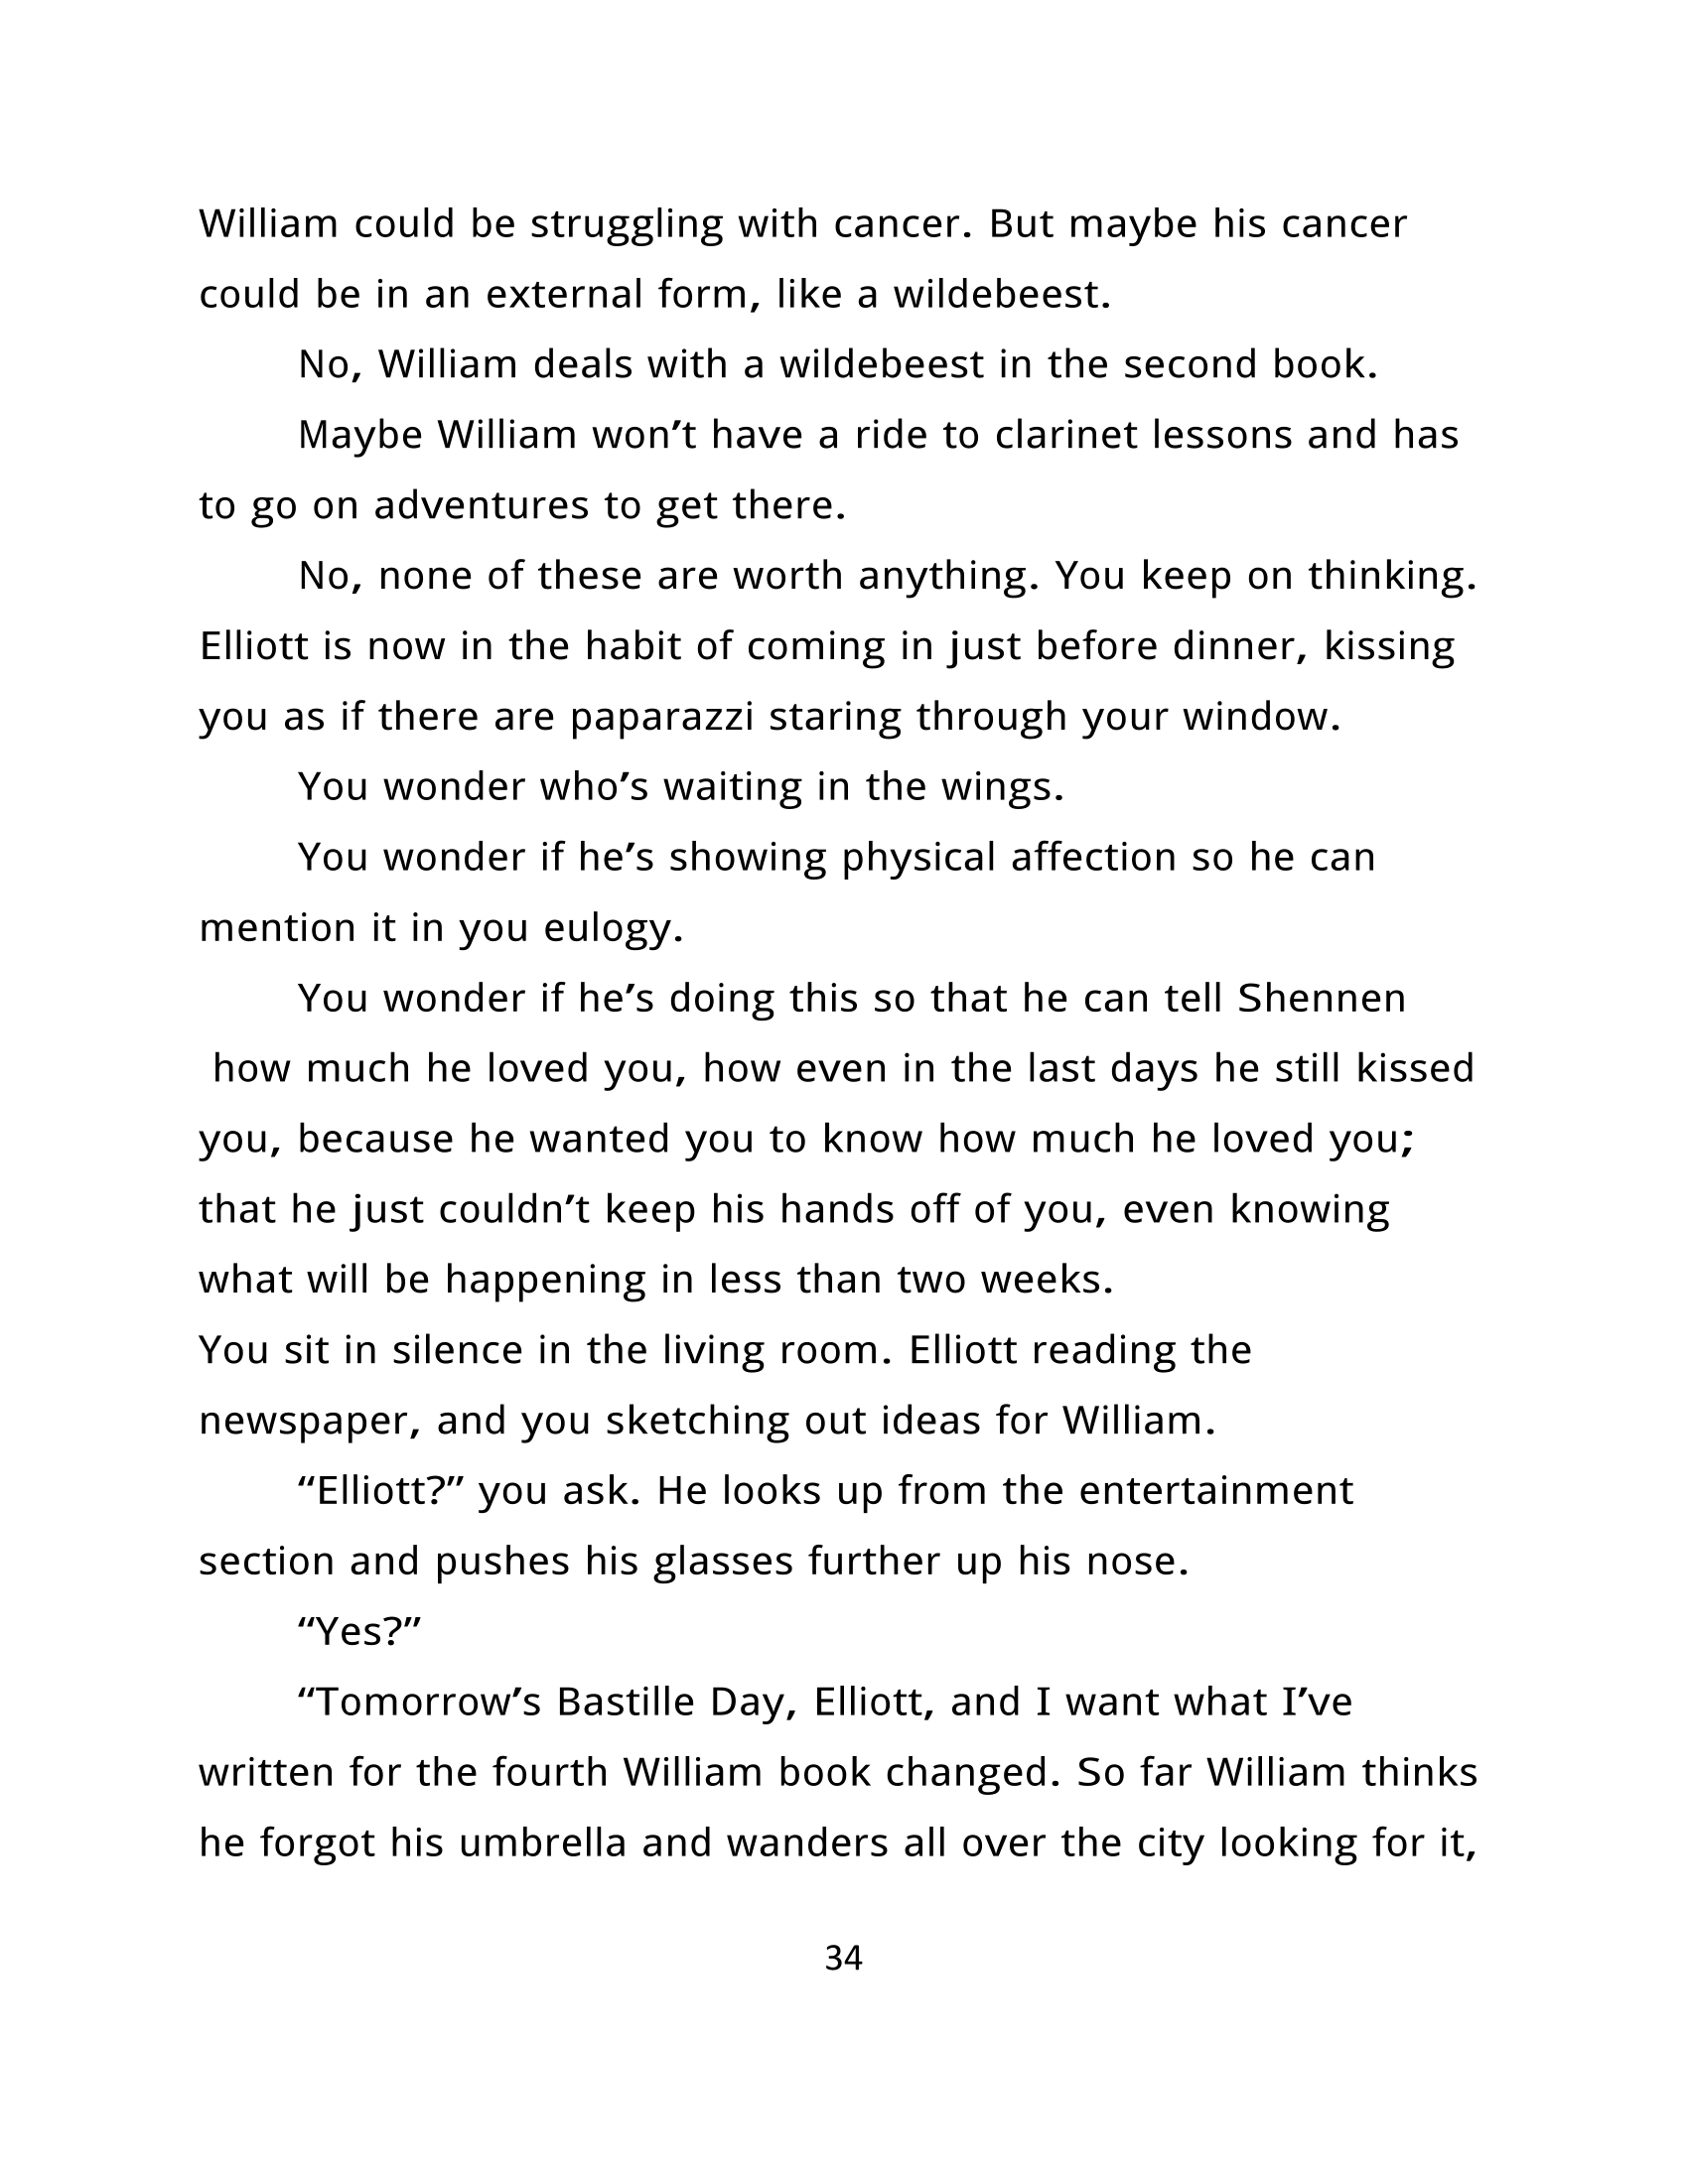 William could be struggling with cancer. But maybe his cancer
could be in an external form, like a wildebeest.
No, William deals with a wildebeest in the second book.
Maybe William won’t have a ride to clarinet lessons and has
to go on adventures to get there.
No, none of these are worth anything. You keep on thinking.
Elliott is now in the habit of coming in just before dinner, kissing
you as if there are paparazzi staring through your window.
You wonder who’s waiting in the wings.
You wonder if he’s showing physical affection so he can
mention it in you eulogy.
You wonder if he’s doing this so that he can tell Shennen
how much he loved you, how even in the last days he still kissed
you, because he wanted you to know how much he loved you;
that he just couldn’t keep his hands off of you, even knowing
what will be happening in less than two weeks.
You sit in silence in the living room. Elliott reading the
newspaper, and you sketching out ideas for William.
“Elliott?” you ask. He looks up from the entertainment
section and pushes his glasses further up his nose.
“Yes?”
“Tomorrow’s Bastille Day, Elliott, and I want what I’ve
written for the fourth William book changed. So far William thinks
he forgot his umbrella and wanders all over the city looking for it,
34